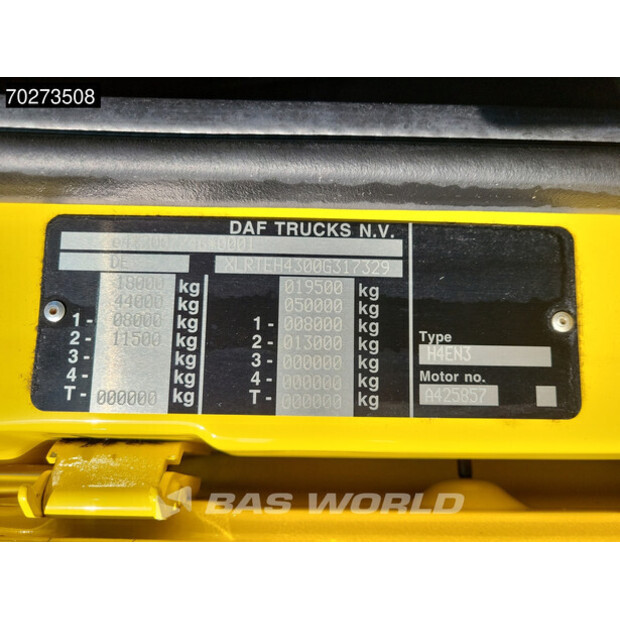 70273508
DAF TRUCKS N.V.
DE XLRTEH4300G317329
18000 kg 019500 kg
44000 kg 050000 kg
1- 08000 kg 1- 008000 kg
2- 11500 kg 2- 013000 kg
3- kg 3- 000000 kg
4- kg 4- 000000 kg
T- 000000 kg T- 000000 kg
Type
H4EN3
Motor no.
A425857
BAS WORLD